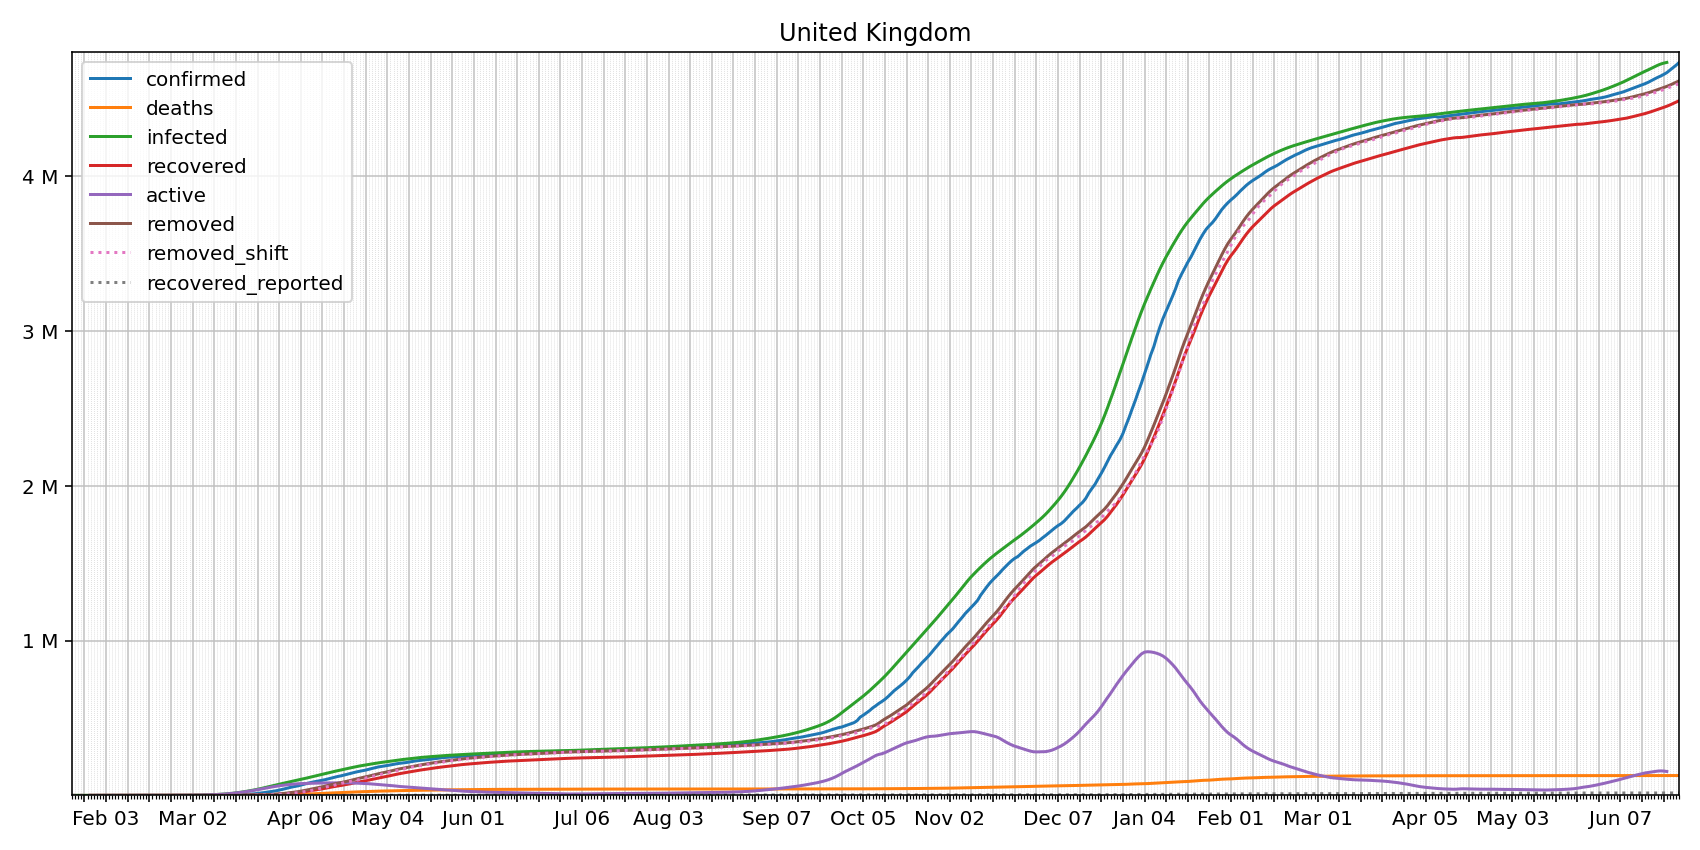 United Kingdom
confirmed
deaths
infected
recovered
active
removed
removed_shift
recovered_reported
4 M
3 M
2 M
1 M
Feb 03 Mar 02 Apr 06 May 04 Jun 01 Jul 06 Aug 03 Sep 07 Oct 05 Nov 02 Dec 07 Jan 04 Feb 01 Mar 01 Apr 05 May 03 Jun 07